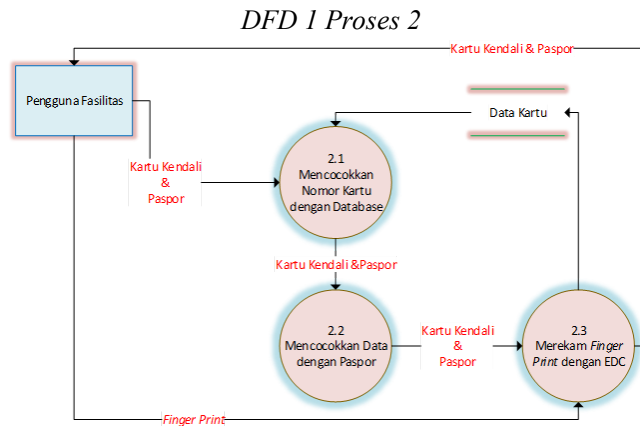 DFD 1 Proses 2
Kartu Kendali & Paspor
Pengguna Fasilitas
Data Kartu
Kartu Kendali
&
Paspor
2.1
Mencocokkan
Nomor Kartu
dengan Database
Kartu Kendali &Paspor
2.2
Mencocokkan Data
dengan Paspor
Kartu Kendali
&
Paspor
2.3
Merekam Finger
Print dengan EDC
Finger Print